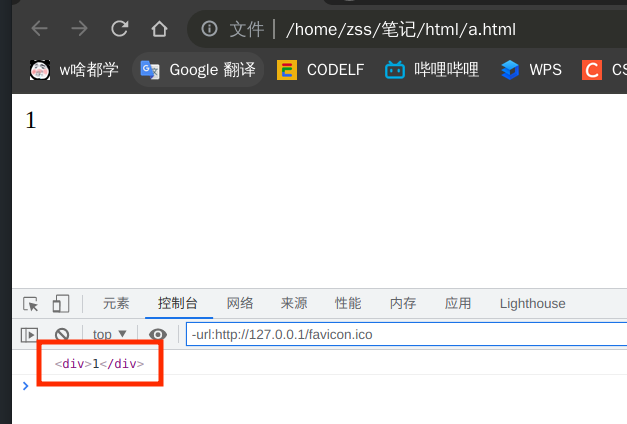 文件 /home/zss/笔记/html/a.html
w啥都学 Google 翻译 CODELF 哔哩哔哩 WPS CS
1
元素 控制台 网络 来源 性能 内存 应用 Lighthouse
top ▼ -url:http://127.0.0.1/favicon.ico
<div>1</div>